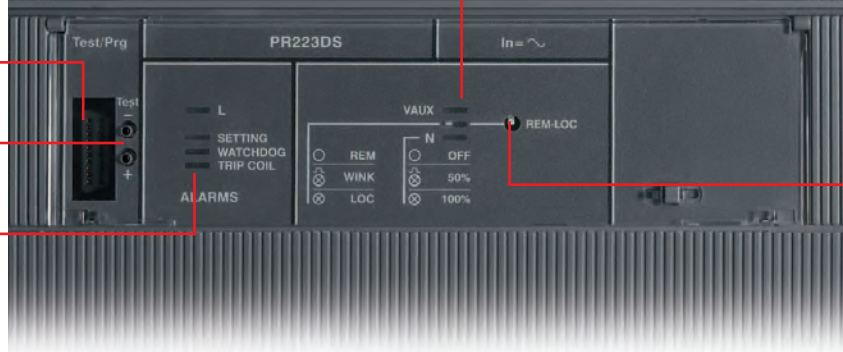 Test/Prg
PR223DS
In= ∿
Test
−
+
L
SETTING
WATCHDOG
TRIP COIL
ALARMS
VAUX
N
REM-LOC
REM
WINK
LOC
OFF
50%
100%